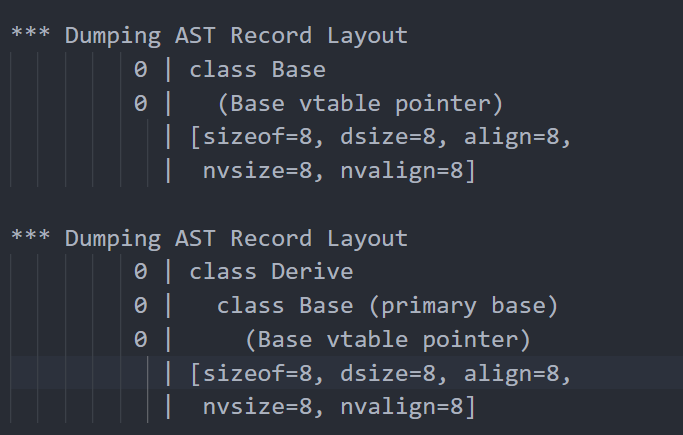 *** Dumping AST Record Layout
         0 | class Base
         0 |   (Base vtable pointer)
           | [sizeof=8, dsize=8, align=8,
           |  nvsize=8, nvalign=8]

*** Dumping AST Record Layout
         0 | class Derive
         0 |   class Base (primary base)
         0 |     (Base vtable pointer)
           | [sizeof=8, dsize=8, align=8,
           |  nvsize=8, nvalign=8]